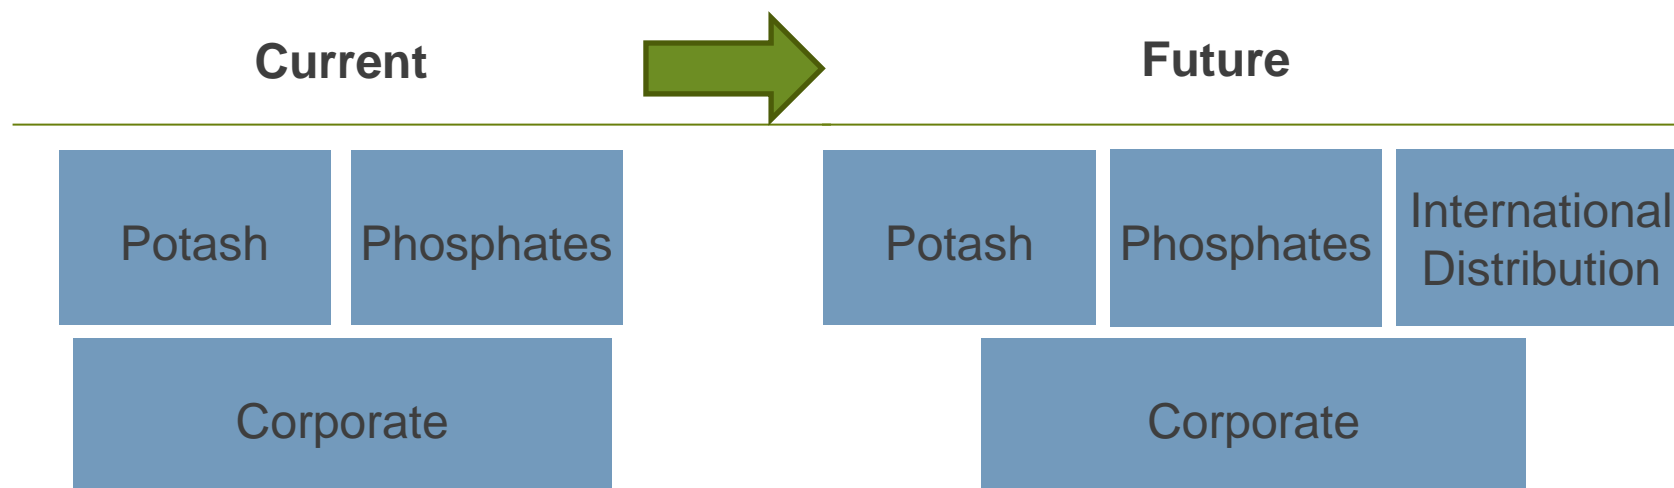 Current
Future
Potash
Phosphates
Corporate
Potash
Phosphates
International
Distribution
Corporate